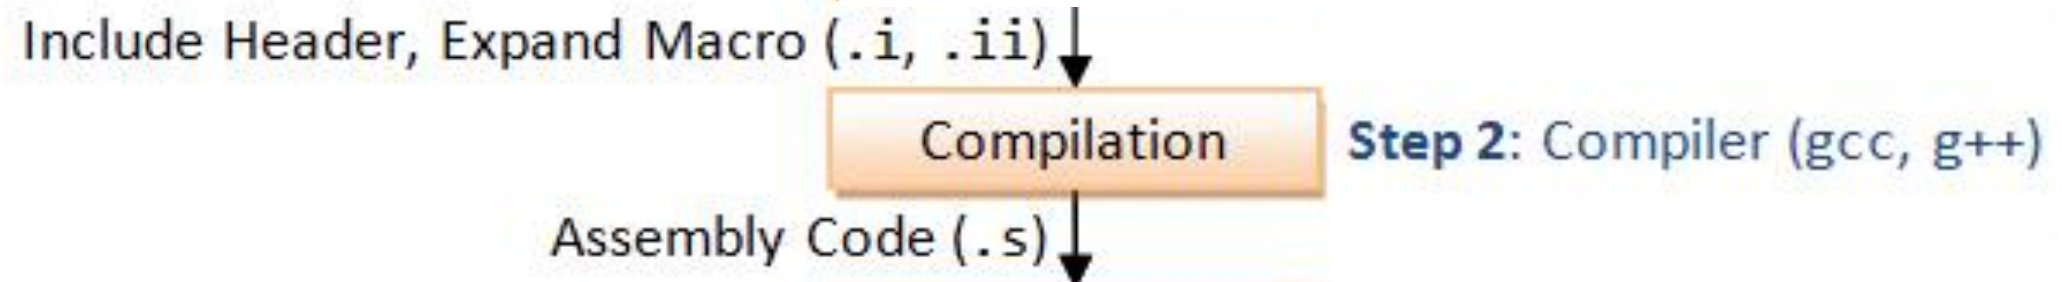 Include Header, Expand Macro (.i, .ii)
Compilation
Step 2: Compiler (gcc, g++)
Assembly Code (.s)